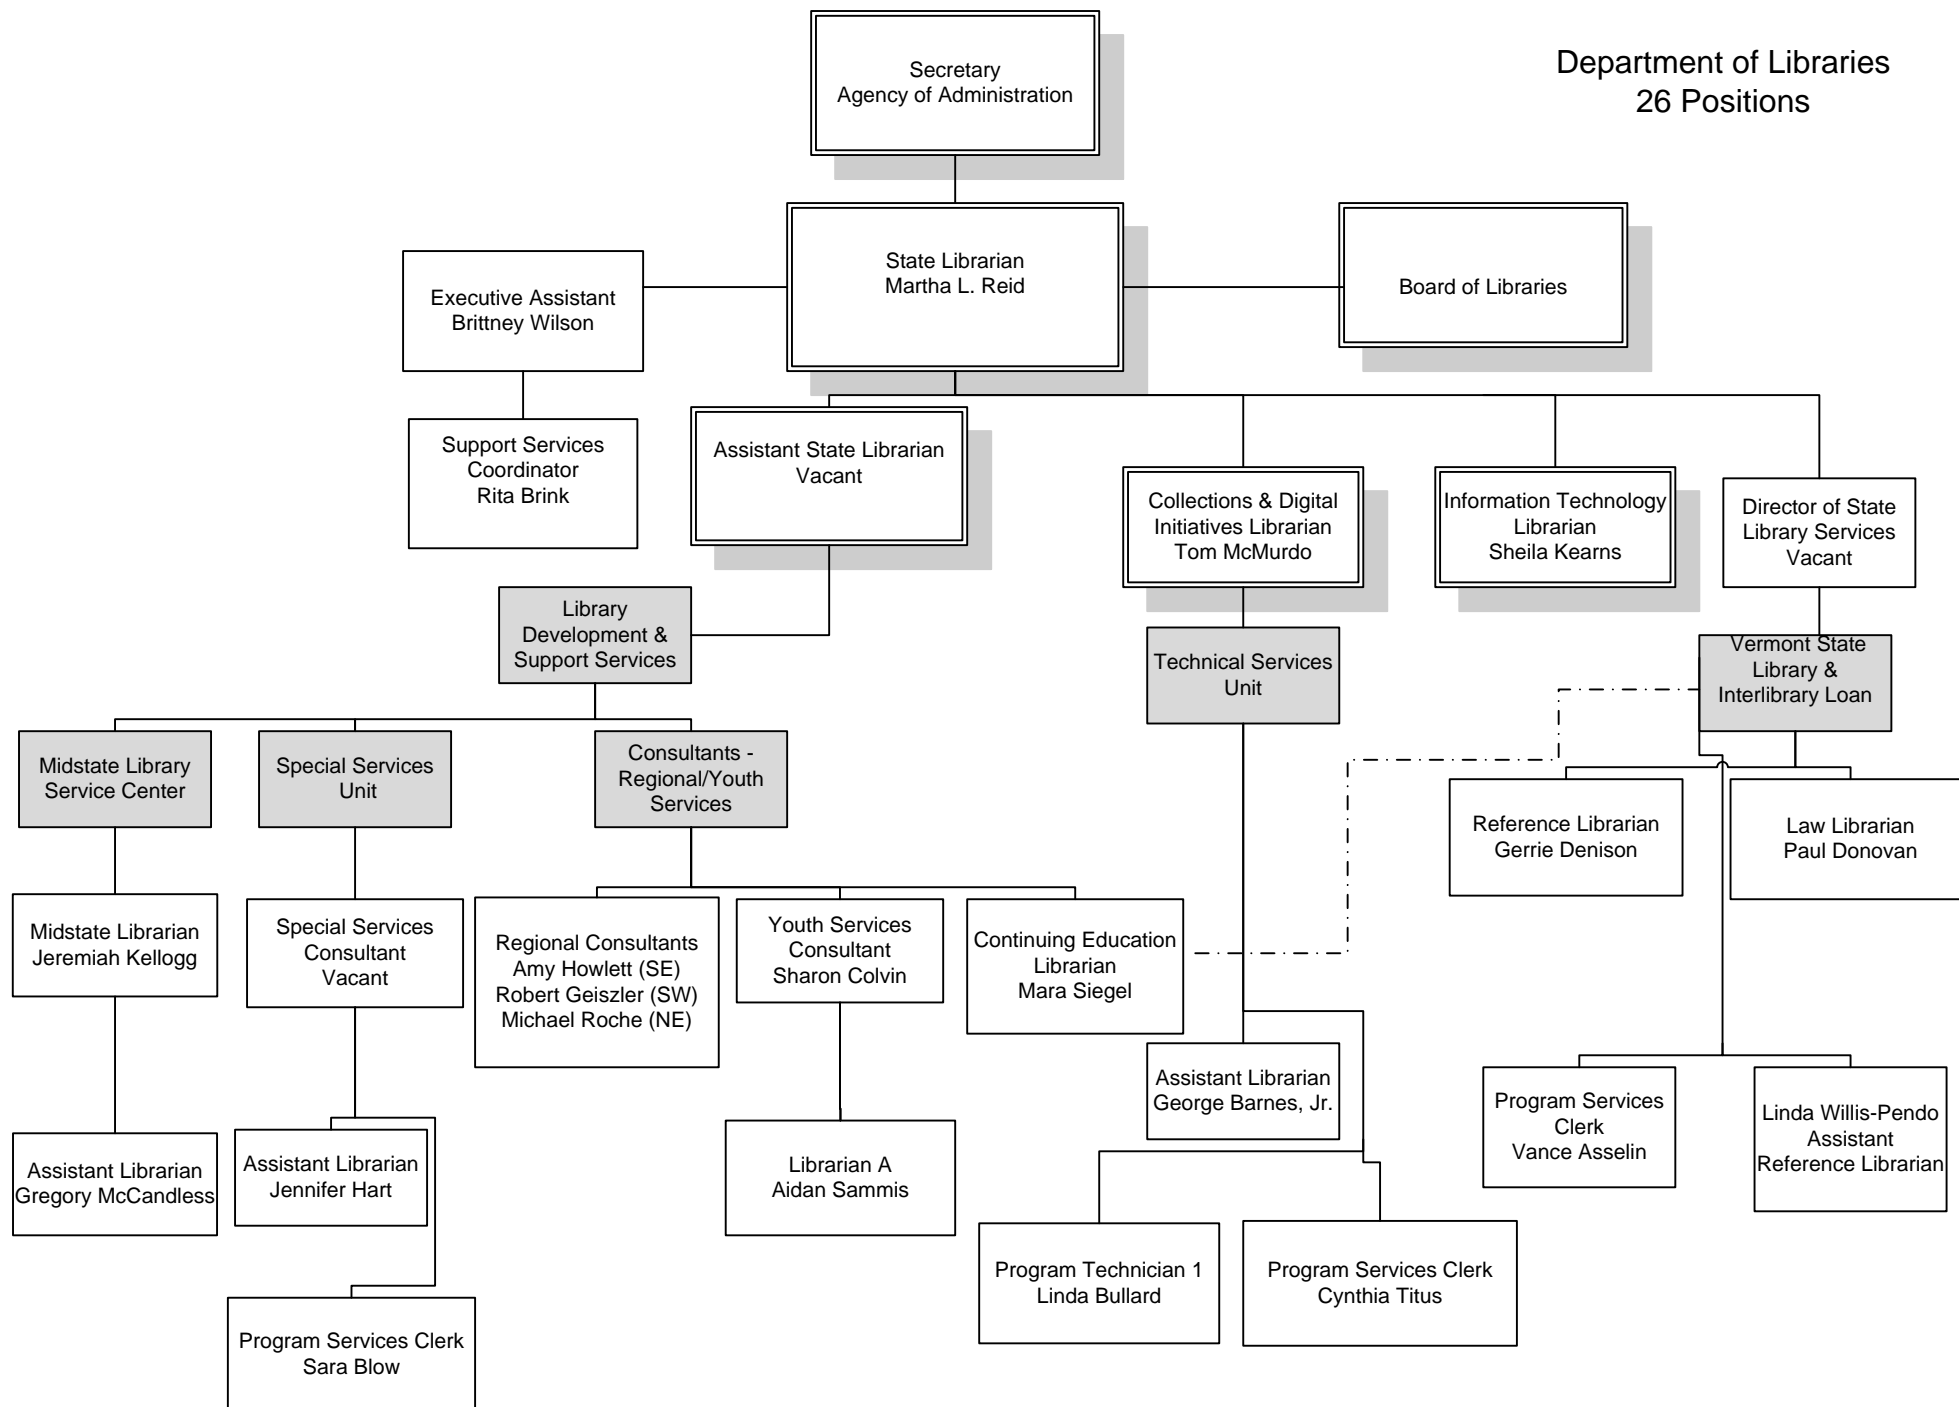 Department of Libraries
26 Positions
Secretary
Agency of Administration
State Librarian
Martha L. Reid
Board of Libraries
Executive Assistant
Brittney Wilson
Support Services
Coordinator
Rita Brink
Assistant State Librarian
Vacant
Collections & Digital
Initiatives Librarian
Tom McMurdo
Information Technology
Librarian
Sheila Kearns
Director of State
Library Services
Vacant
Library
Development &
Support Services
Technical Services
Unit
Vermont State
Library &
Interlibrary Loan
Midstate Library
Service Center
Special Services
Unit
Consultants -
Regional/Youth
Services
Reference Librarian
Gerrie Denison
Law Librarian
Paul Donovan
Midstate Librarian
Jeremiah Kellogg
Special Services
Consultant
Vacant
Regional Consultants
Amy Howlett (SE)
Robert Geiszler (SW)
Michael Roche (NE)
Youth Services
Consultant
Sharon Colvin
Continuing Education
Librarian
Mara Siegel
Assistant Librarian
George Barnes, Jr.
Program Services
Clerk
Vance Asselin
Linda Willis-Pendo
Assistant
Reference Librarian
Assistant Librarian
Gregory McCandless
Assistant Librarian
Jennifer Hart
Librarian A
Aidan Sammis
Program Technician 1
Linda Bullard
Program Services Clerk
Cynthia Titus
Program Services Clerk
Sara Blow